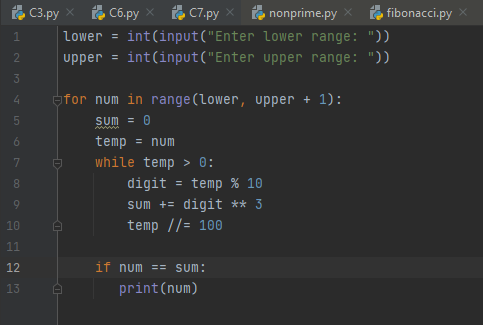 C3.py × C6.py × C7.py × nonprime.py × fibonacci.py ×
1 lower = int(input("Enter lower range: "))
2 upper = int(input("Enter upper range: "))
3
4 for num in range(lower, upper + 1):
5 sum = 0
6 temp = num
7 while temp > 0:
8 digit = temp % 10
9 sum += digit ** 3
10 temp //= 100
11
12 if num == sum:
13 print(num)